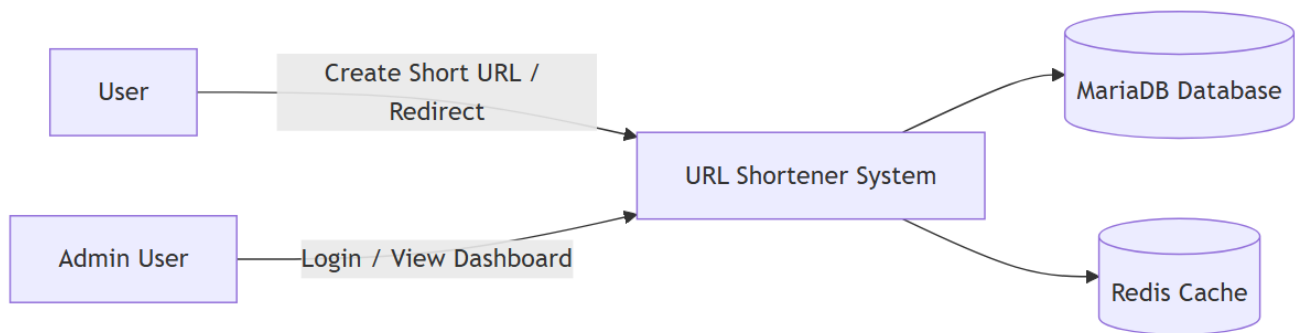 User
Create Short URL /
Redirect
MariaDB Database
URL Shortener System
Admin User
Login / View Dashboard
Redis Cache